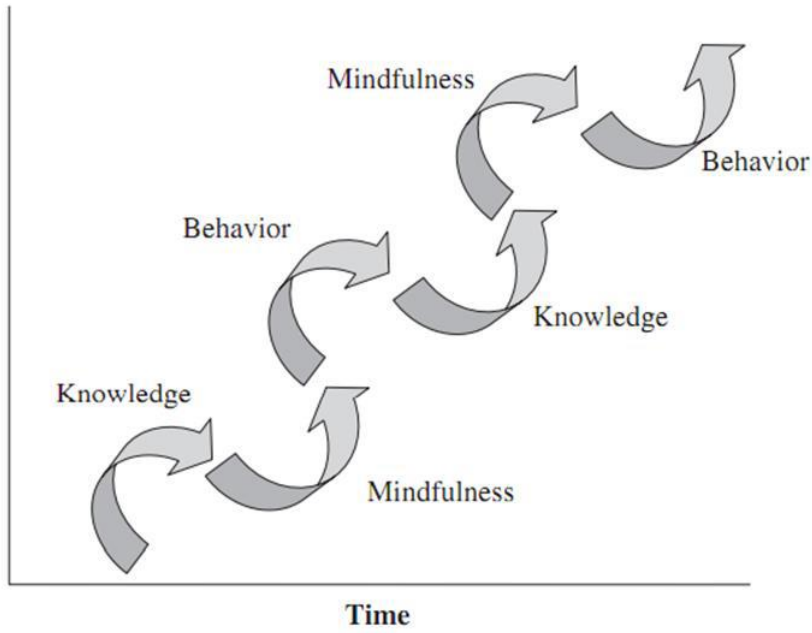 Mindfulness
Behavior
Behavior
Knowledge
Knowledge
Mindfulness
Time